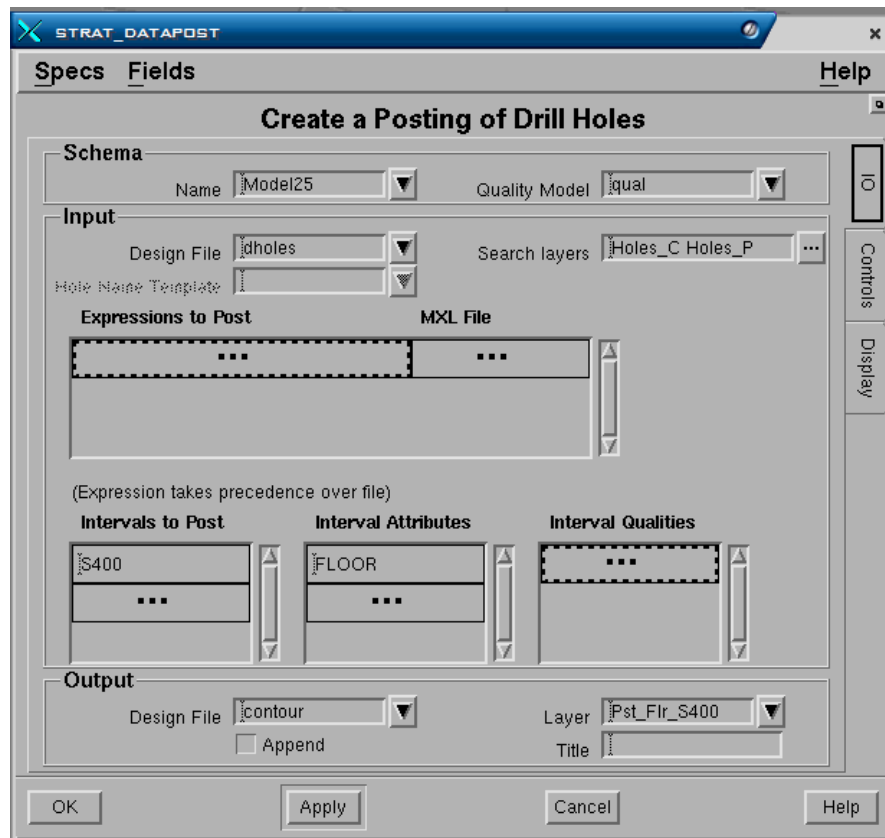 STRAT_DATAPOST
Specs Fields Help
Create a Posting of Drill Holes
Schema
Name Model25 Quality Model qual
Input
Design File dholes Search layers Holes_C Holes_P ...
Hole Name Template
Expressions to Post MXL File
... ...
(Expression takes precedence over file)
Intervals to Post Interval Attributes Interval Qualities
S400 FLOOR ...
... ...
Output
Design File contour Layer Pst_Flr_S400
Append Title
OK Apply Cancel Help
IO
Controls
Display